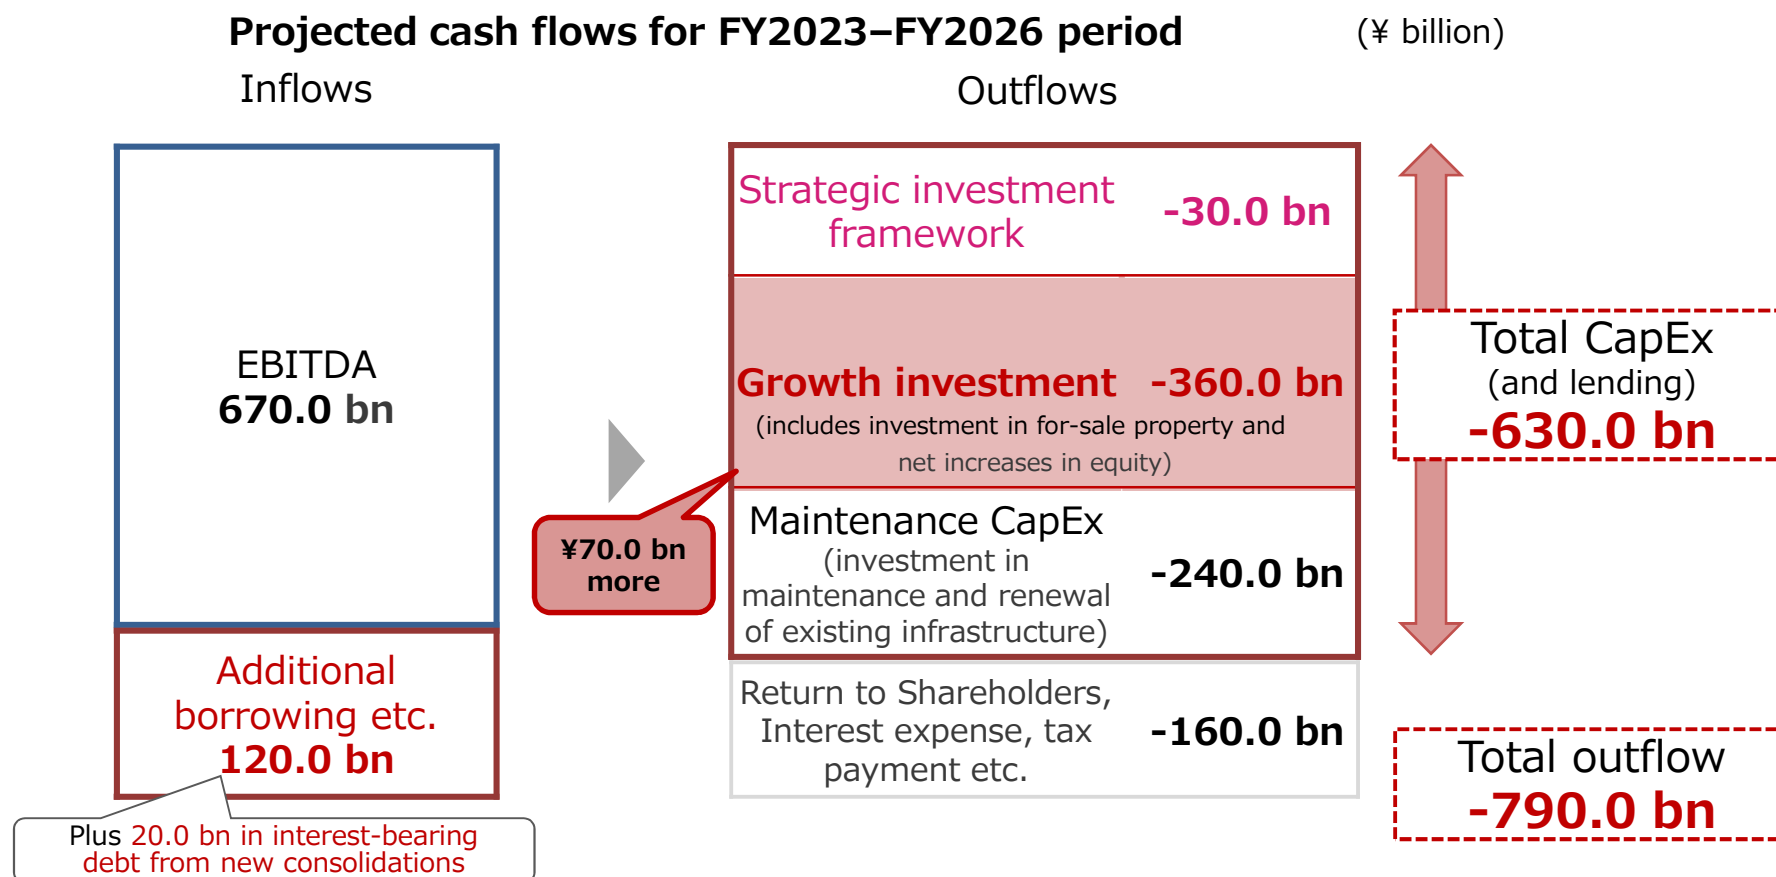 Projected cash flows for FY2023–FY2026 period
(¥ billion)
Inflows
Outflows
EBITDA
670.0 bn
Additional
borrowing etc.
120.0 bn
Plus 20.0 bn in interest-bearing
debt from new consolidations
¥70.0 bn
more
Strategic investment
framework
-30.0 bn
Growth investment -360.0 bn
(includes investment in for-sale property and
net increases in equity)
Maintenance CapEx
(investment in
maintenance and renewal
of existing infrastructure)
-240.0 bn
Return to Shareholders,
Interest expense, tax
payment etc.
-160.0 bn
Total CapEx
(and lending)
-630.0 bn
Total outflow
-790.0 bn